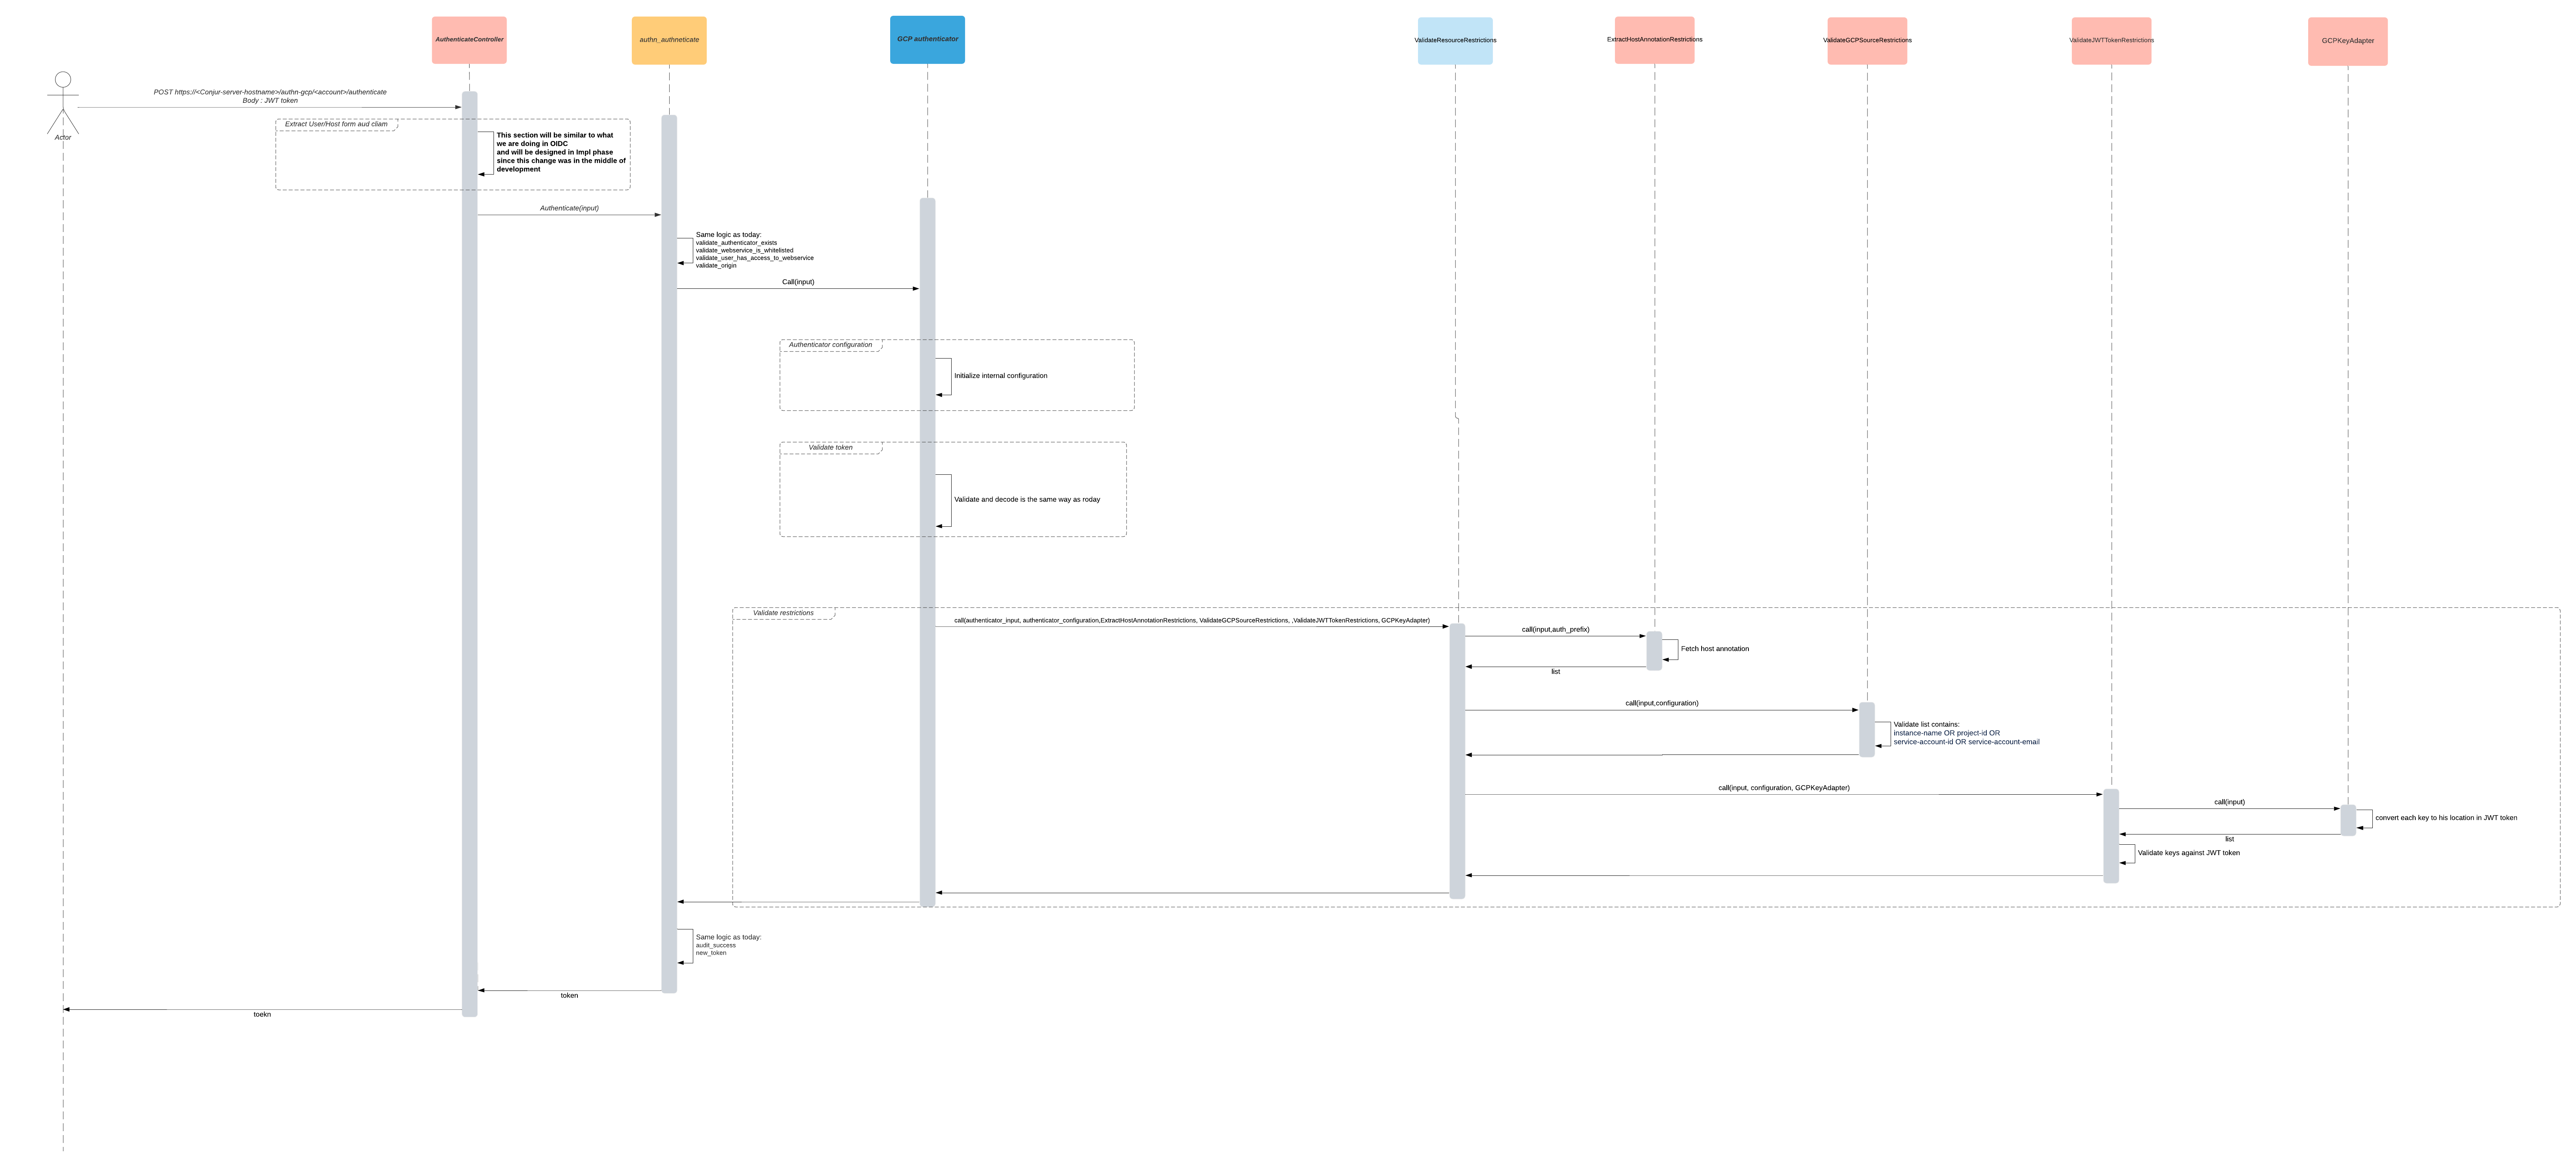 AuthenticateController
authn_authneticate
GCP authenticator
ValidateResourceRestrictions
ExtractHostAnnotationRestrictions
ValidateGCPSourceRestrictions
ValidateJWTTokenRestrictions
GCPKeyAdapter
Actor
POST https://<Conjur-server-hostname>/authn-gcp/<account>/authenticate
Body : JWT token
Extract User/Host form aud cliam
This section will be similar to what
we are doing in OIDC
and will be designed in Impl phase
since this change was in the middle of
development
Authenticate(input)
Same logic as today:
validate_authenticator_exists
validate_webservice_is_whitelisted
validate_user_has_access_to_webservice
validate_origin
Call(input)
Authenticator configuration
Initialize internal configuration
Validate token
Validate and decode is the same way as roday
Validate restrictions
call(authenticator_input, authenticator_configuration,ExtractHostAnnotationRestrictions, ValidateGCPSourceRestrictions, ,ValidateJWTTokenRestrictions, GCPKeyAdapter)
call(input,auth_prefix)
Fetch host annotation
list
call(input,configuration)
Validate list contains:
instance-name OR project-id OR
service-account-id OR service-account-email
call(input, configuration, GCPKeyAdapter)
call(input)
convert each key to his location in JWT token
list
Validate keys against JWT token
Same logic as today:
audit_success
new_token
token
toekn